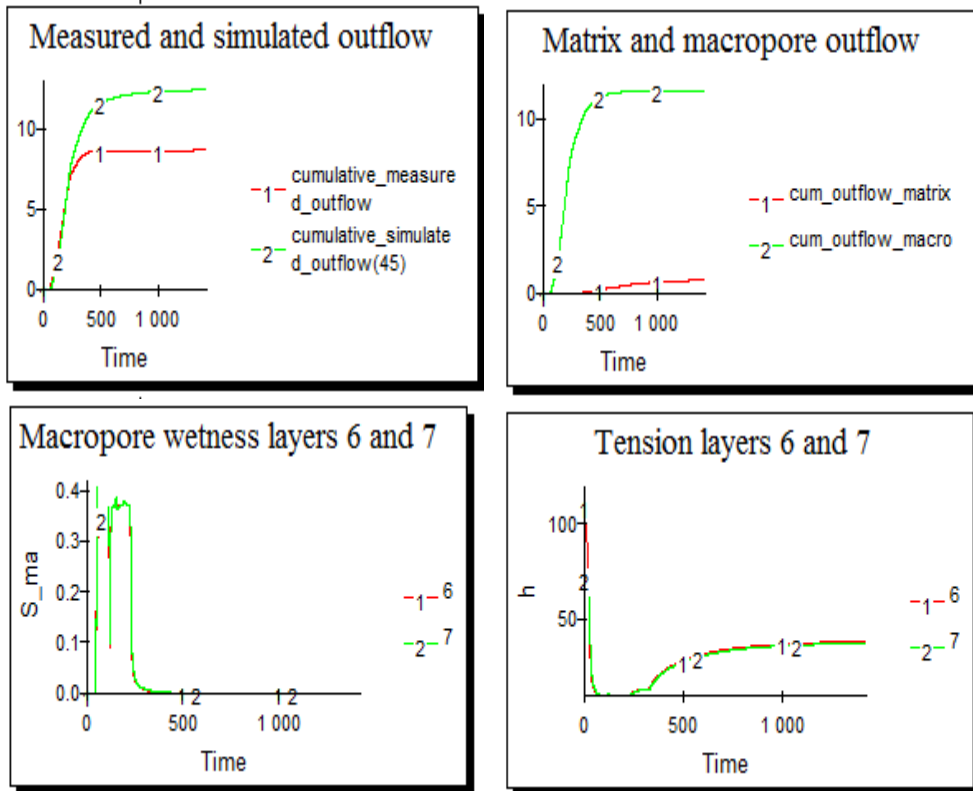 Measured and simulated outflow
10
5
0
0 500 1 000
Time
1 cumulative_measure
d_outflow
2 cumulative_simulate
d_outflow(45)
1 1
2 2 2
Matrix and macropore outflow
10
5
0
0 500 1 000
Time
1 cum_outflow_matrix
2 cum_outflow_macro
1 1
2 2 2
Macropore wetness layers 6 and 7
S_ma
0.4
0.3
0.2
0.1
0.0
0 500 1 000
Time
1 6
2 7
2 1 2 1 2
Tension layers 6 and 7
h
100
50
0 500 1 000
Time
1 6
2 7
2 1 2 1 2